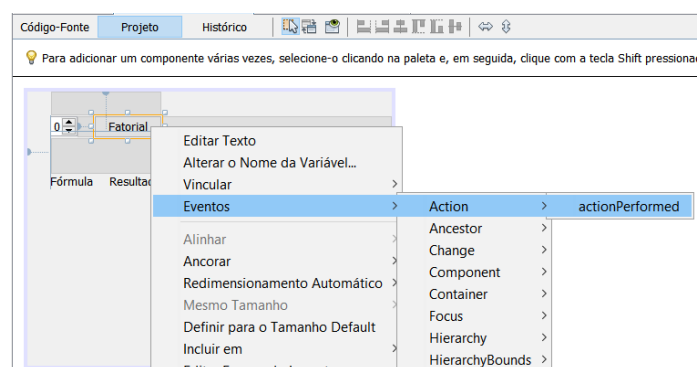 Código-Fonte Projeto Histórico
Para adicionar um componente várias vezes, selecione-o clicando na paleta e, em seguida, clique com a tecla Shift
0 Fatorial
Fórmula
Editar Texto
Alterar o Nome da Variável...
Vincular
Eventos
Alinhar
Ancorar
Redimensionamento Automático
Mesmo Tamanho
Definir para o Tamanho Default
Incluir em
Action
Ancestor
Change
Component
Container
Focus
Hierarchy
HierarchyBounds
actionPerformed